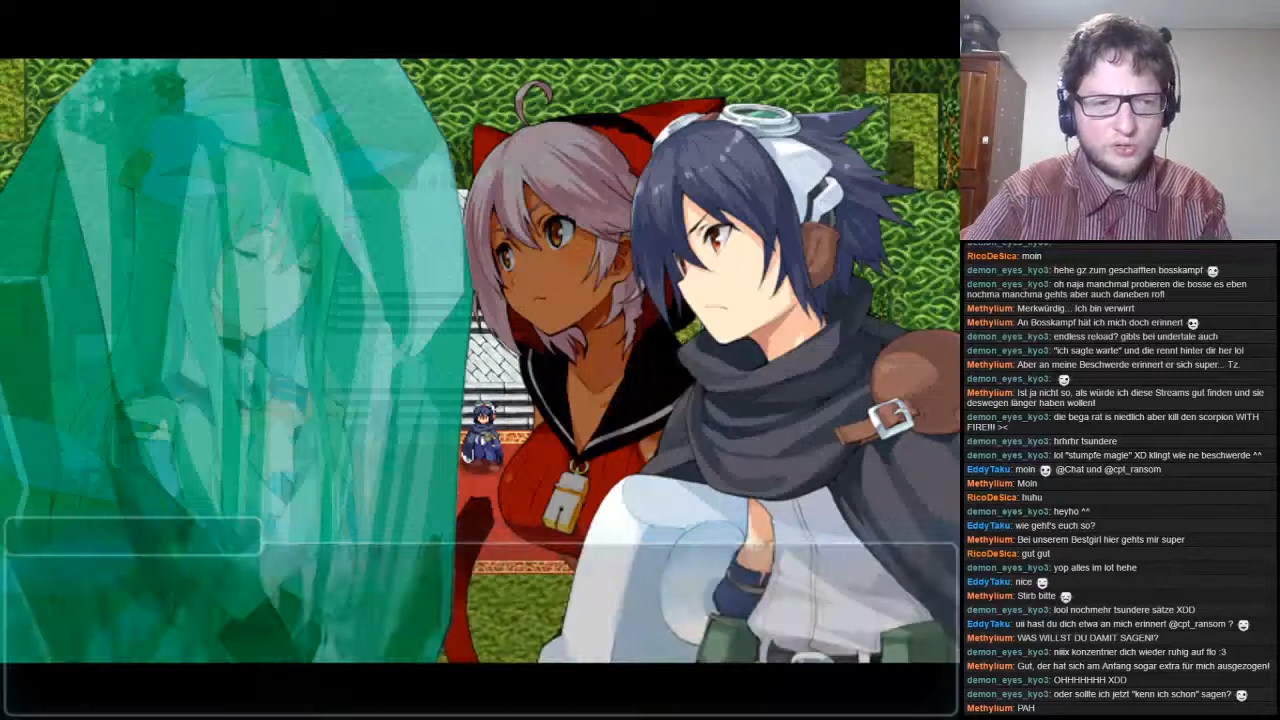 RicoDeSica: moin
demon_eyes_kyo3: hehe gz zum geschafften bosskampf
demon_eyes_kyo3: oh naja manchmal probieren die bosse es eben
nochma manchma gehts aber auch daneben rofl
Methylium: Merkwürdig... Ich bin verwirrt
Methylium: An Bosskampf hät ich mich doch erinnert
demon_eyes_kyo3: endless reload? gibts bei undertale auch
demon_eyes_kyo3: "ich sagte warte" und die rennt hinter dir her lol
Methylium: Aber an meine Beschwerde erinnert er sich super... Tz.
demon_eyes_kyo3:
Methylium: Ist ja nicht so, als würde ich diese Streams gut finden und sie
deswegen länger haben wollen!
demon_eyes_kyo3: die bega rat is niedlich aber kill den scorpion WITH
FIRE!!! ><
demon_eyes_kyo3: hrhrhr tsundere
demon_eyes_kyo3: lol "stumpfe magie" XD klingt wie ne beschwerde ^^
EddyTaku: moin @Chat und @cpt_ransom
Methylium: Moin
RicoDeSica: huhu
demon_eyes_kyo3: heyho ^^
EddyTaku: wie geht's euch so?
Methylium: Bei unserem Bestgirl hier gehts mir super
RicoDeSica: gut gut
demon_eyes_kyo3: yop alles im lot hehe
EddyTaku: nice
Methylium: Stirb bitte
demon_eyes_kyo3: lool nochmehr tsundere sätze XDD
EddyTaku: uii hast du dich etwa an mich erinnert @cpt_ransom ?
Methylium: WAS WILLST DU DAMIT SAGEN!?
demon_eyes_kyo3: niiix konzentrier dich wieder ruhig auf flo :3
Methylium: Gut, der hat sich am Anfang sogar extra für mich ausgezogen!
demon_eyes_kyo3: OHHHHHHH XDD
demon_eyes_kyo3: oder sollte ich jetzt "kenn ich schon" sagen?
Methylium: PAH